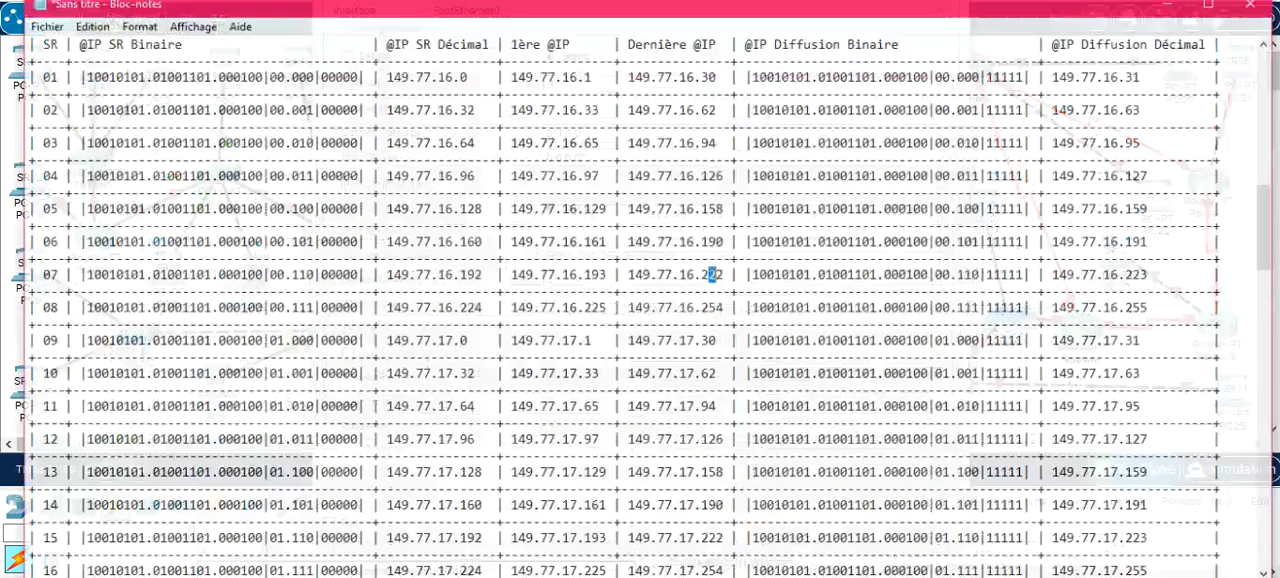 *Sans titre - Bloc-notes
Fichier Edition Format Affichage Aide
| SR | @IP SR Binaire | @IP SR Décimal | 1ère @IP | Dernière @IP | @IP Diffusion Binaire | @IP Diffusion Décimal |
| 01 | |10010101.01001101.000100|00.000|00000| | 149.77.16.0 | 149.77.16.1 | 149.77.16.30 | |10010101.01001101.000100|00.000|11111| | 149.77.16.31 |
| 02 | |10010101.01001101.000100|00.001|00000| | 149.77.16.32 | 149.77.16.33 | 149.77.16.62 | |10010101.01001101.000100|00.001|11111| | 149.77.16.63 |
| 03 | |10010101.01001101.000100|00.010|00000| | 149.77.16.64 | 149.77.16.65 | 149.77.16.94 | |10010101.01001101.000100|00.010|11111| | 149.77.16.95 |
| 04 | |10010101.01001101.000100|00.011|00000| | 149.77.16.96 | 149.77.16.97 | 149.77.16.126 | |10010101.01001101.000100|00.011|11111| | 149.77.16.127 |
| 05 | |10010101.01001101.000100|00.100|00000| | 149.77.16.128 | 149.77.16.129 | 149.77.16.158 | |10010101.01001101.000100|00.100|11111| | 149.77.16.159 |
| 06 | |10010101.01001101.000100|00.101|00000| | 149.77.16.160 | 149.77.16.161 | 149.77.16.190 | |10010101.01001101.000100|00.101|11111| | 149.77.16.191 |
| 07 | |10010101.01001101.000100|00.110|00000| | 149.77.16.192 | 149.77.16.193 | 149.77.16.222 | |10010101.01001101.000100|00.110|11111| | 149.77.16.223 |
| 08 | |10010101.01001101.000100|00.111|00000| | 149.77.16.224 | 149.77.16.225 | 149.77.16.254 | |10010101.01001101.000100|00.111|11111| | 149.77.16.255 |
| 09 | |10010101.01001101.000100|01.000|00000| | 149.77.17.0 | 149.77.17.1 | 149.77.17.30 | |10010101.01001101.000100|01.000|11111| | 149.77.17.31 |
| 10 | |10010101.01001101.000100|01.001|00000| | 149.77.17.32 | 149.77.17.33 | 149.77.17.62 | |10010101.01001101.000100|01.001|11111| | 149.77.17.63 |
| 11 | |10010101.01001101.000100|01.010|00000| | 149.77.17.64 | 149.77.17.65 | 149.77.17.94 | |10010101.01001101.000100|01.010|11111| | 149.77.17.95 |
| 12 | |10010101.01001101.000100|01.011|00000| | 149.77.17.96 | 149.77.17.97 | 149.77.17.126 | |10010101.01001101.000100|01.011|11111| | 149.77.17.127 |
| 13 | |10010101.01001101.000100|01.100|00000| | 149.77.17.128 | 149.77.17.129 | 149.77.17.158 | |10010101.01001101.000100|01.100|11111| | 149.77.17.159
| 14 | |10010101.01001101.000100|01.101|00000| | 149.77.17.160 | 149.77.17.161 | 149.77.17.190 | |10010101.01001101.000100|01.101|11111| | 149.77.17.191 |
| 15 | |10010101.01001101.000100|01.110|00000| | 149.77.17.192 | 149.77.17.193 | 149.77.17.222 | |10010101.01001101.000100|01.110|11111| | 149.77.17.223 |
| 16 | |10010101.01001101.000100|01.111|00000| | 149.77.17.224 | 149.77.17.225 | 149.77.17.254 | |10010101.01001101.000100|01.111|11111| | 149.77.17.255 |